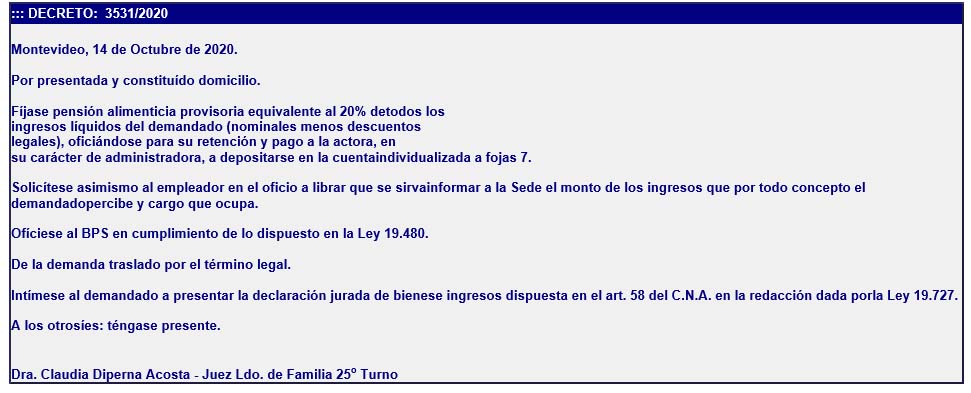 ::: DECRETO: 3531/2020
Montevideo, 14 de Octubre de 2020.
Por presentada y constituído domicilio.
Fíjase pensión alimenticia provisoria equivalente al 20% detodos los
ingresos líquidos del demandado (nominales menos descuentos
legales), oficiándose para su retención y pago a la actora, en
su carácter de administradora, a depositarse en la cuentaindividualizada a fojas 7.
Solicítese asimismo al empleador en el oficio a librar que se sirvainformar a la Sede el monto de los ingresos que por todo concepto el
demandadopercibe y cargo que ocupa.
Ofíciese al BPS en cumplimiento de lo dispuesto en la Ley 19.480.
De la demanda traslado por el término legal.
Intímese al demandado a presentar la declaración jurada de bienese ingresos dispuesta en el art. 58 del C.N.A. en la redacción dada porla Ley 19.727.
A los otrosíes: téngase presente.
Dra. Claudia Diperna Acosta - Juez Ldo. de Familia 25º Turno